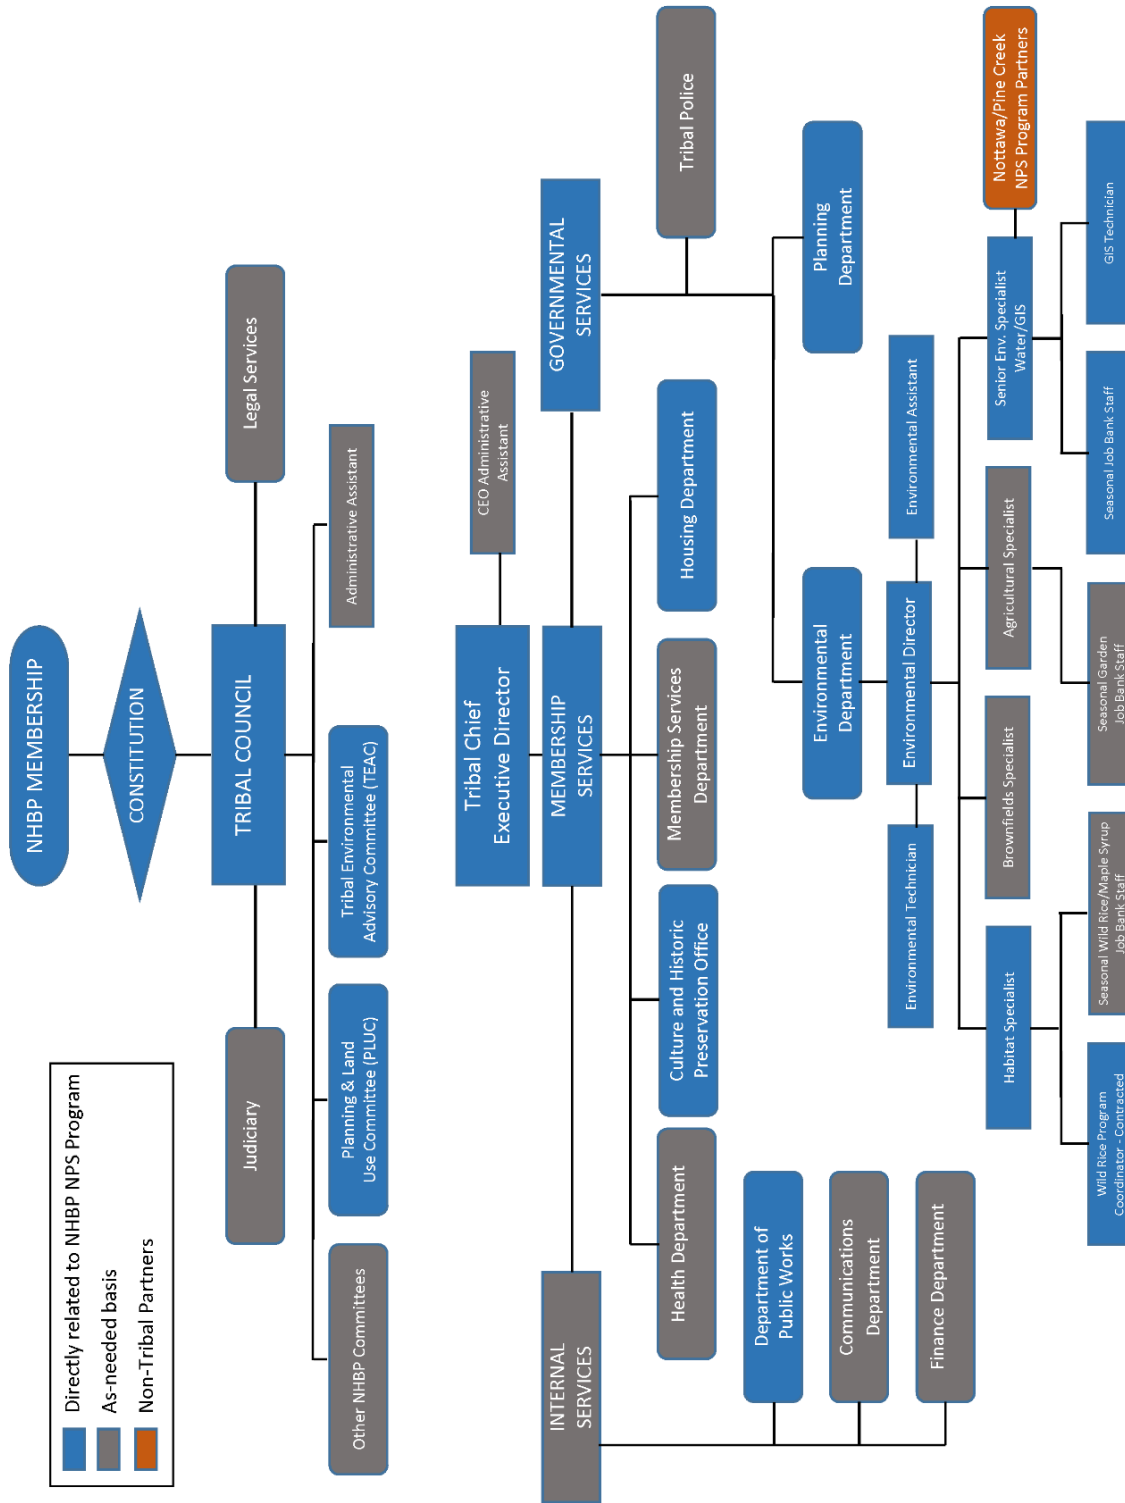 Directly related to NHBP NPS Program
As-needed basis
Non-Tribal Partners
NHBP MEMBERSHIP
CONSTITUTION
Judiciary
TRIBAL COUNCIL
Legal Services
Other NHBP Committees
Planning & Land
Use Committee (PLUC)
Tribal Environmental
Advisory Committee (TEAC)
Administrative Assistant
Tribal Chief
Executive Director
CEO Administrative
Assistant
INTERNAL
SERVICES
MEMBERSHIP
SERVICES
GOVERNMENTAL
SERVICES
Health Department
Culture and Historic
Preservation Office
Membership Services
Department
Housing Department
Tribal Police
Department of
Public Works
Communications
Department
Finance Department
Environmental
Department
Planning
Department
Environmental Technician
Environmental Director
Environmental Assistant
Habitat Specialist
Brownfields Specialist
Agricultural Specialist
Senior Env. Specialist
Water/GIS
Nottawa/Pine Creek
NPS Program Partners
Wild Rice Program
Coordinator - Contracted
Seasonal Wild Rice/Maple Syrup
Job Bank Staff
Seasonal Garden
Job Bank Staff
Seasonal Job Bank Staff
GIS Technician